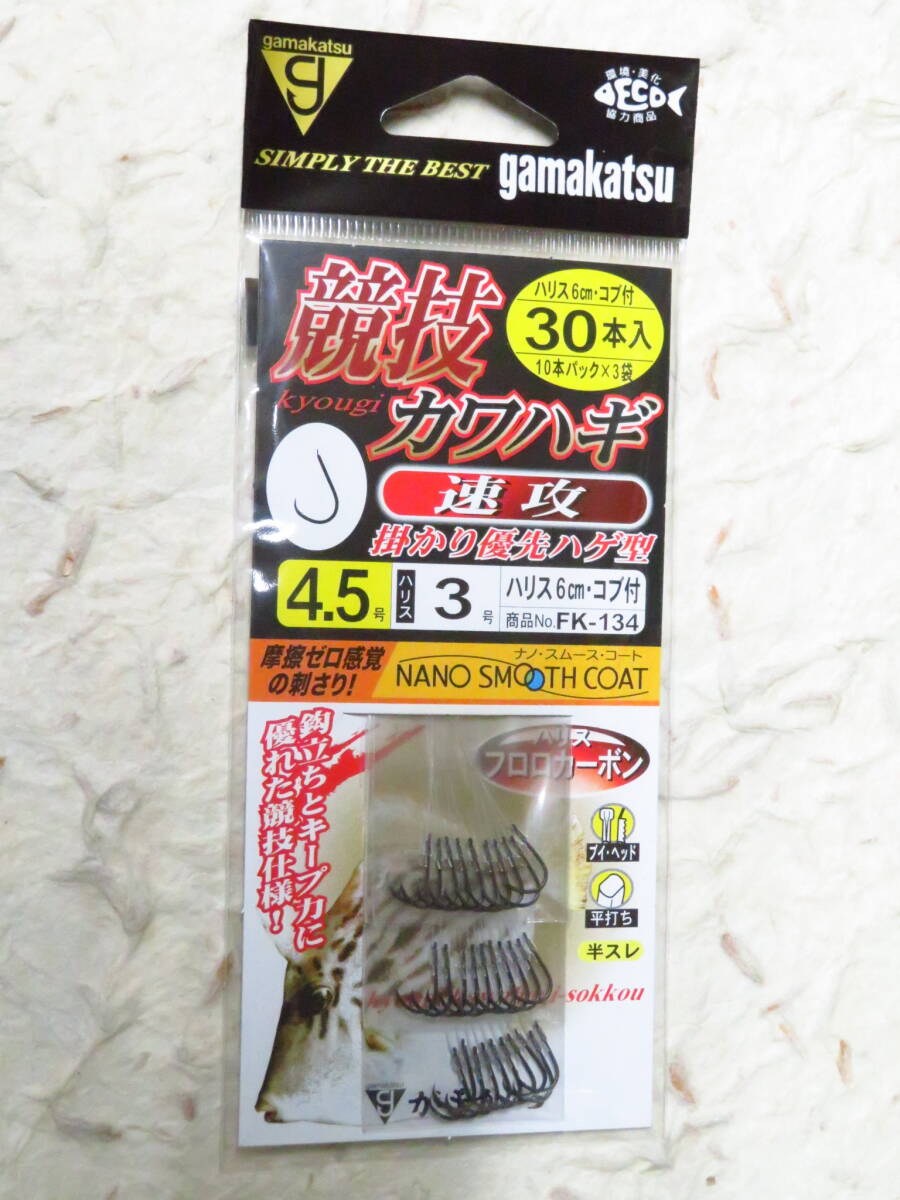 gamakatsu
g
SIMPLY THE BEST
gamakatsu
環境・美化
DECO
協力商品
ハリス6㎝・コブ付
30本入
10本パック×3袋
競技
kyougi
カワハギ
速攻
掛かり優先ハゲ型
4.5号
ハリス 3号
ハリス6㎝・コブ付
商品No.FK-134
摩擦ゼロ感覚
の刺さり!
ナノ・スムース・コート
NANO SMOOTH COAT
鈎立ちとキープ力に
優れた競技仕様!
ハリス
フロロカーボン
ブイ・ヘッド
平打ち
半スレ
-sokkou
gamakatsu
g